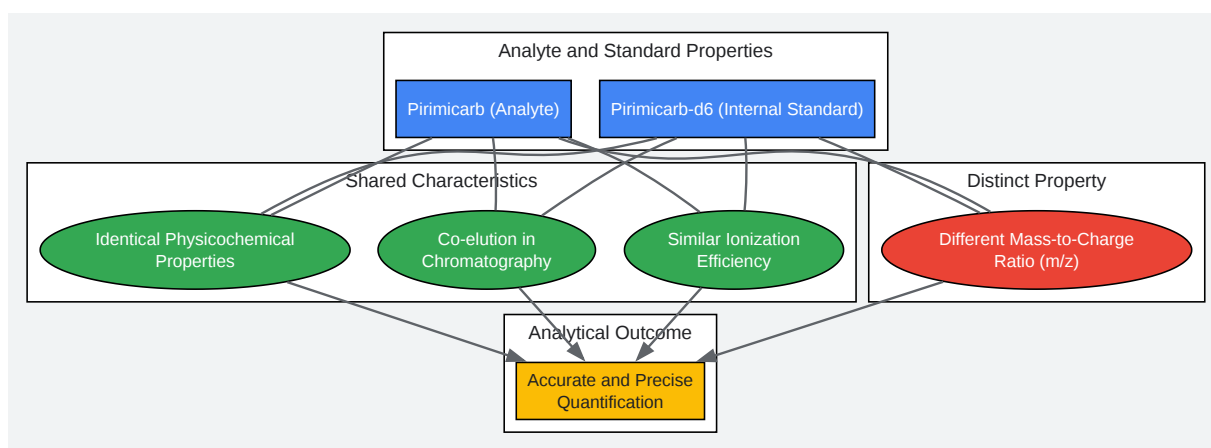 Analyte and Standard Properties
Pirimicarb (Analyte)
Pirimicarb-d6 (Internal Standard)
Shared Characteristics
Distinct Property
Identical Physicochemical
Properties
Co-elution in
Chromatography
Similar Ionization
Efficiency
Different Mass-to-Charge
Ratio (m/z)
Analytical Outcome
Accurate and Precise
Quantification